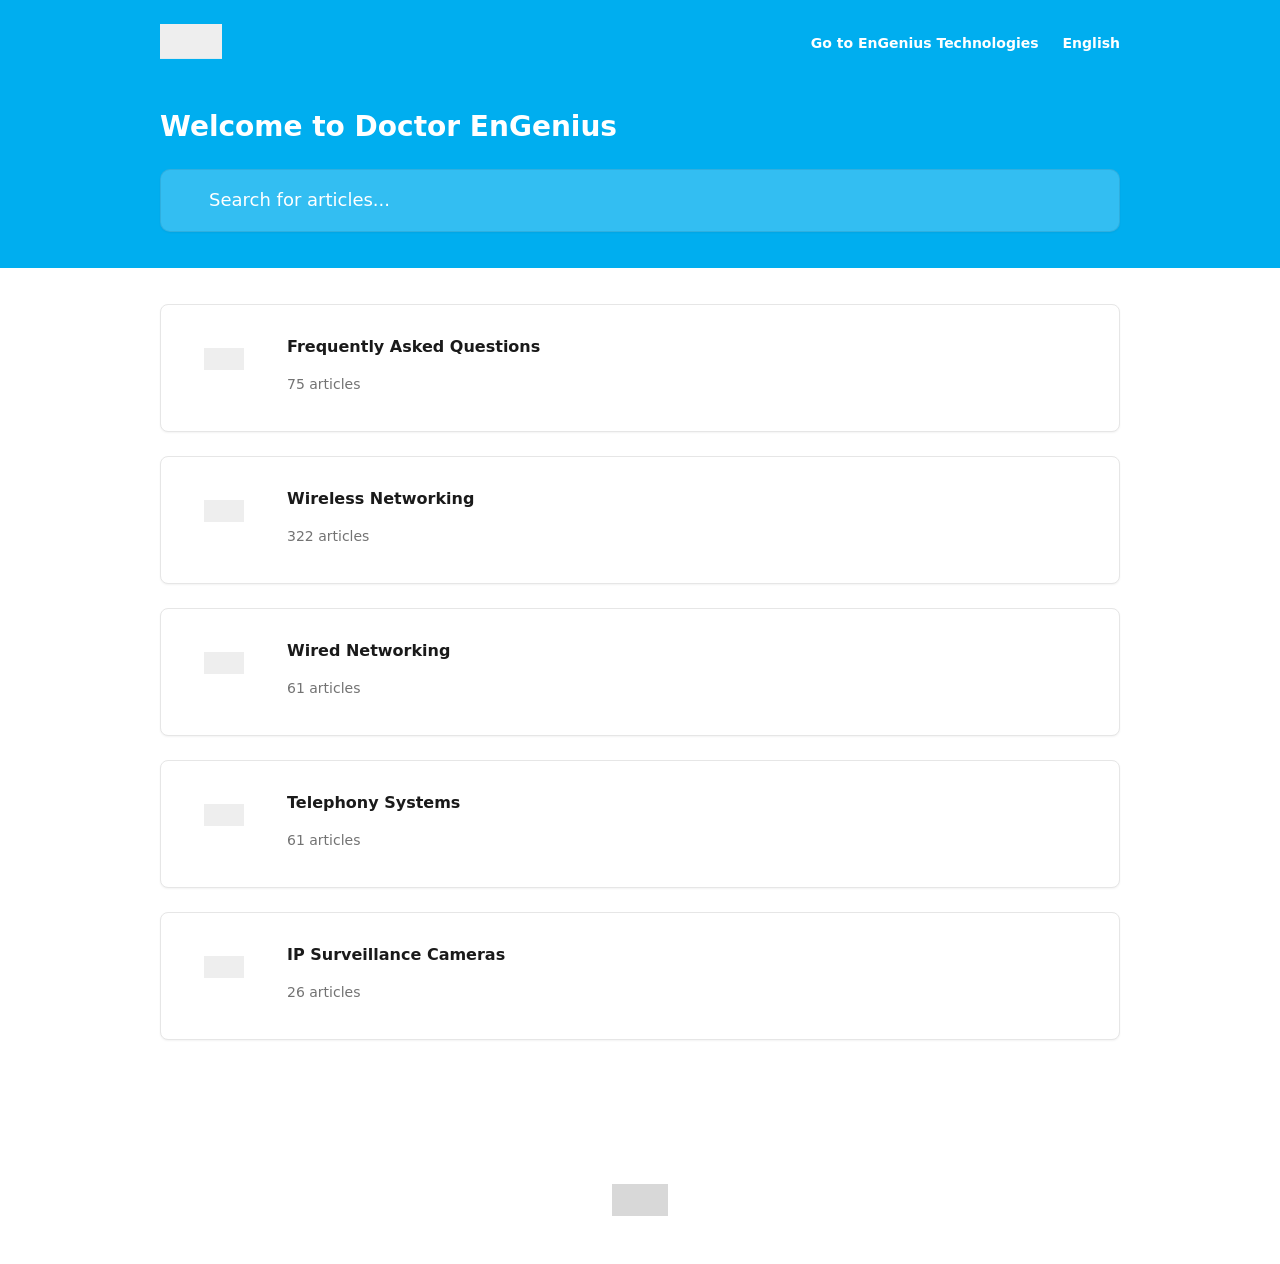 Go to EnGenius Technologies English
Welcome to Doctor EnGenius
Search for articles...
Frequently Asked Questions
75 articles
Wireless Networking
322 articles
Wired Networking
61 articles
Telephony Systems
61 articles
IP Surveillance Cameras
26 articles